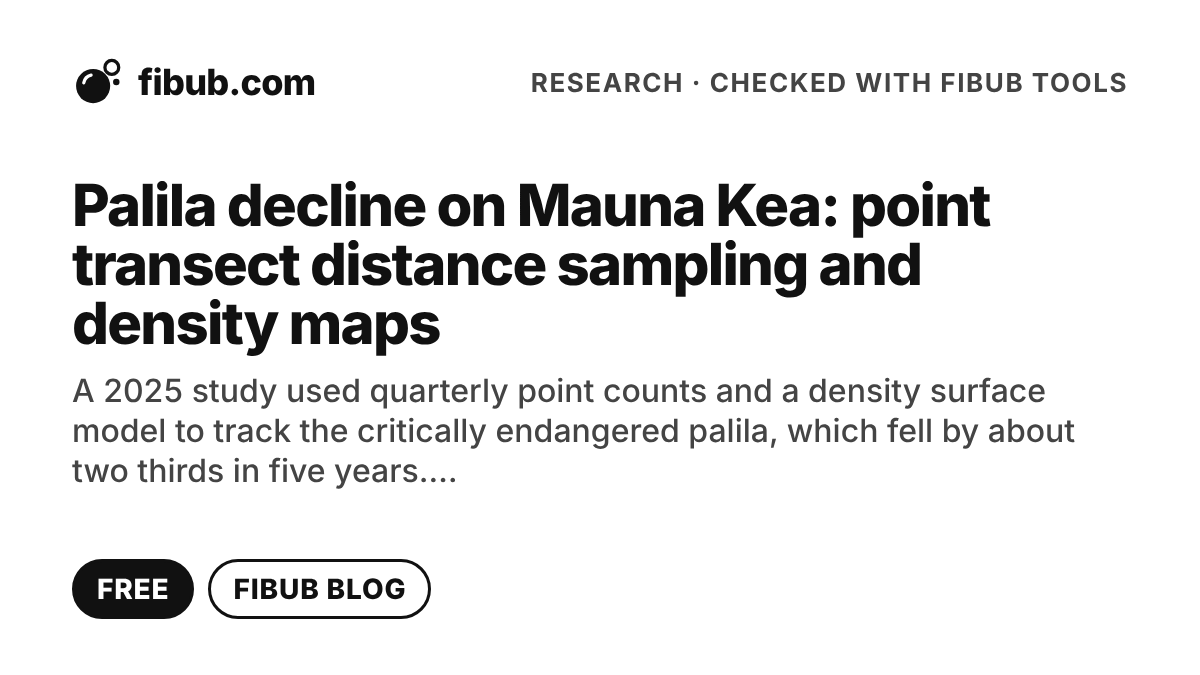 fibub.com
RESEARCH · CHECKED WITH FIBUB TOOLS
Palila decline on Mauna Kea: point
transect distance sampling and
density maps
A 2025 study used quarterly point counts and a density surface
model to track the critically endangered palila, which fell by about
two thirds in five years....
FREE
FIBUB BLOG